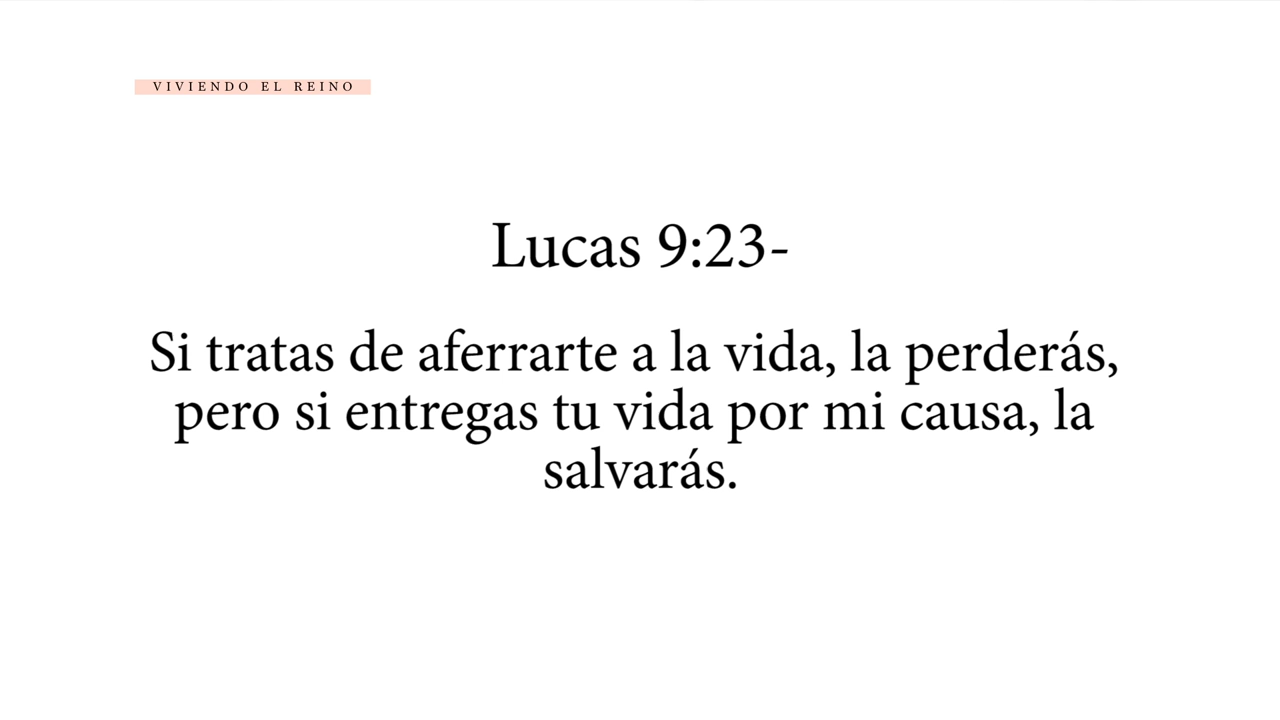 VIVIENDO EL REINO
Lucas 9:23-
Si tratas de aferrarte a la vida, la perderás,
pero si entregas tu vida por mi causa, la
salvarás.